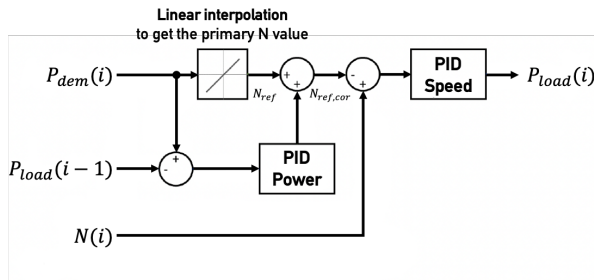 Linear interpolation
to get the primary N value
P_dem(i)
+
-
PID
Speed
P_load(i)
N_ref
+
N_ref,cor
+
+
-
P_load(i − 1)
PID
Power
N(i)